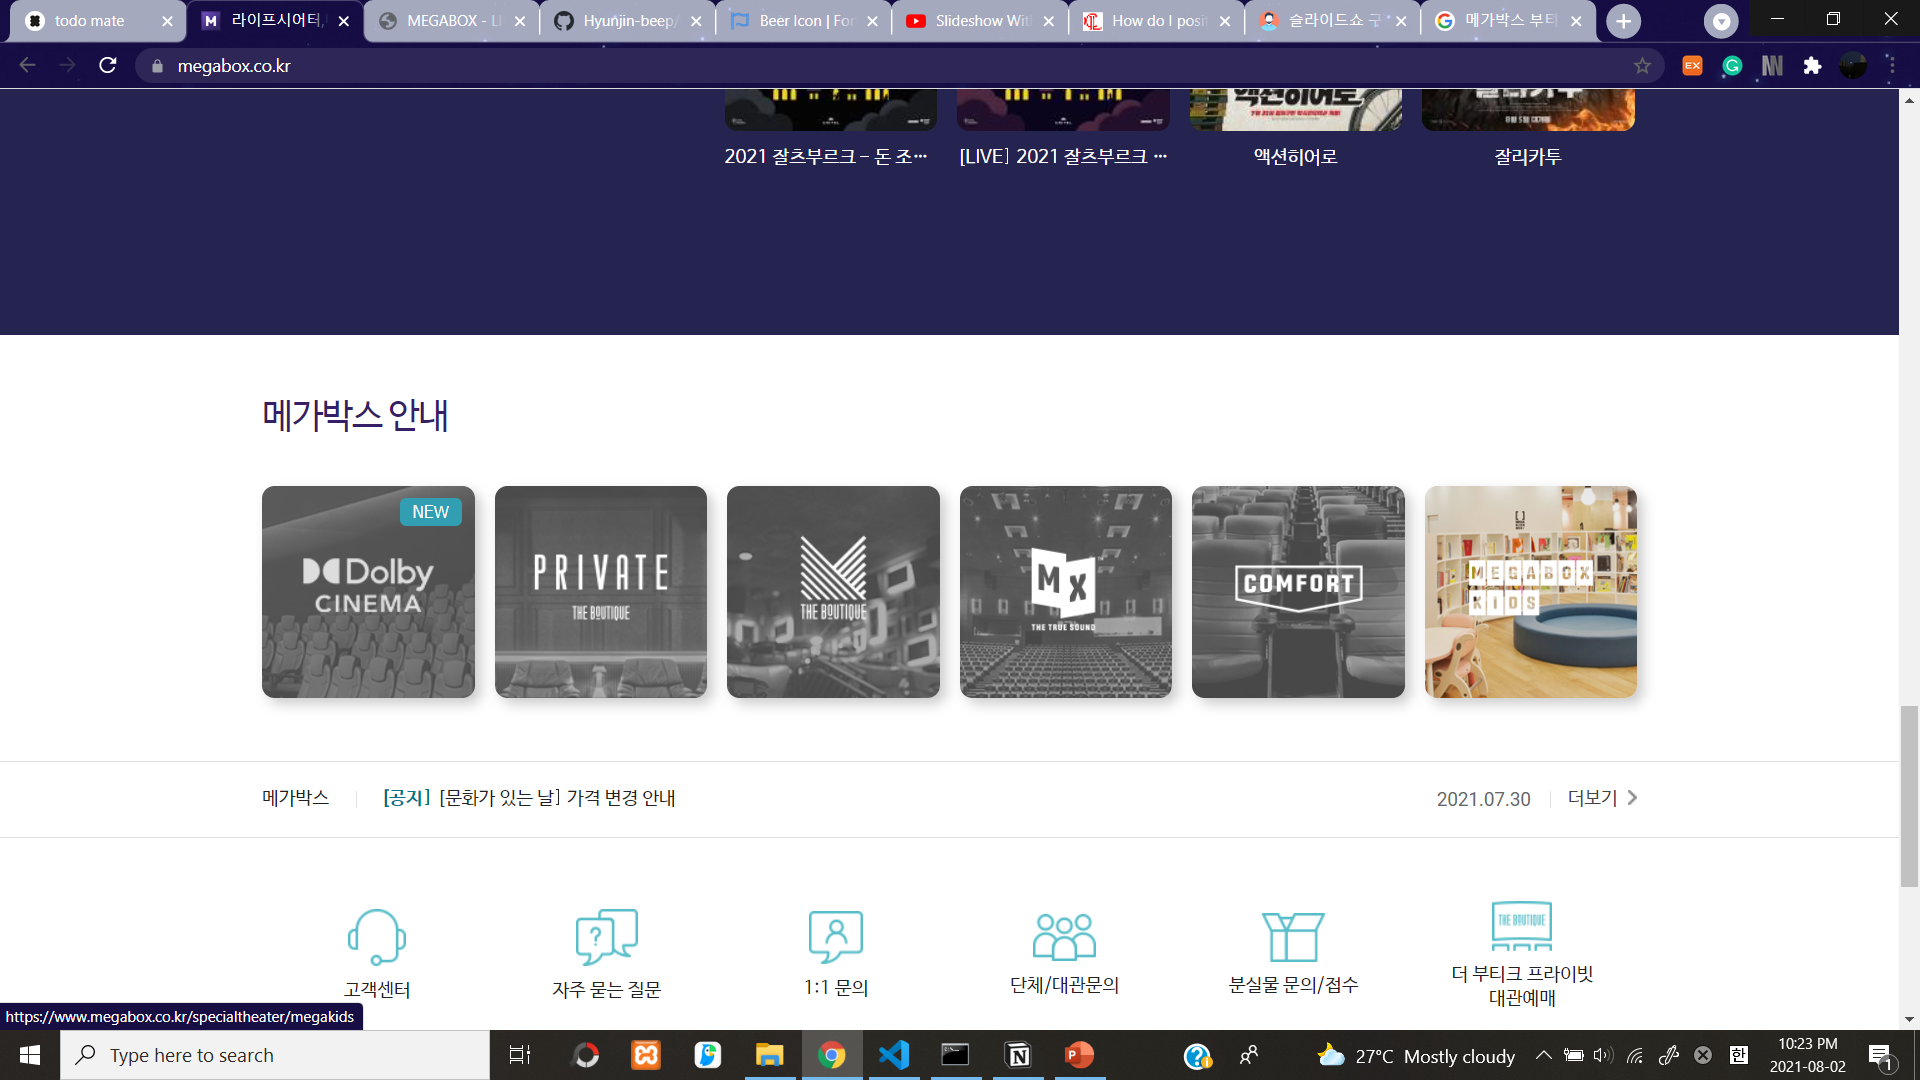 todo mate
라이프시어터,
MEGABOX - LI
Hyunjin-beep/
Beer Icon | Fon
Slideshow Wit
How do I posit
슬라이드쇼 구
메가박스 부티
megabox.co.kr
액션히어로
2021 잘츠부르크 – 돈 조…
[LIVE] 2021 잘츠부르크 …
액션히어로
잘리카투
메가박스 안내
NEW
Dolby
CINEMA
PRIVATE
THE BOUTIQUE
THE BOUTIQUE
MX
THE TRUE SOUND
COMFORT
MEGABOX
KIDS
메가박스
[공지] [문화가 있는 날] 가격 변경 안내
2021.07.30
더보기
THE BOUTIQUE
고객센터
자주 묻는 질문
1:1 문의
단체/대관문의
분실물 문의/접수
더 부티크 프라이빗
대관예매
https://www.megabox.co.kr/specialtheater/megakids
Type here to search
27°C Mostly cloudy
한
10:23 PM
2021-08-02
1